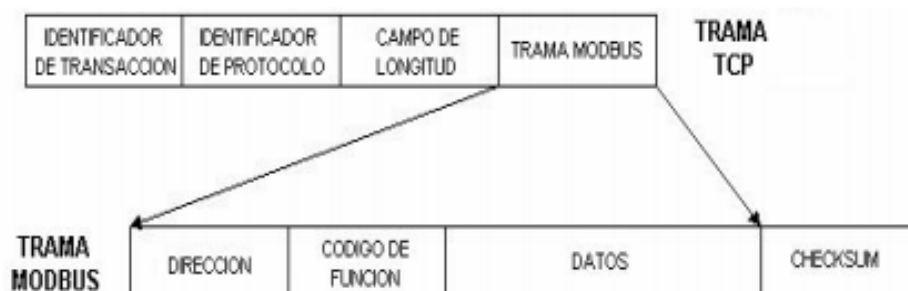 IDENTIFICADOR
DE TRANSACCION
IDENTIFICADOR
DE PROTOCOLO
CAMPO DE
LONGITUD
TRAMA MODBUS
TRAMA
TCP
TRAMA
MODBUS
DIRECCION
CODIGO DE
FUNCION
DATOS
CHECKSUM